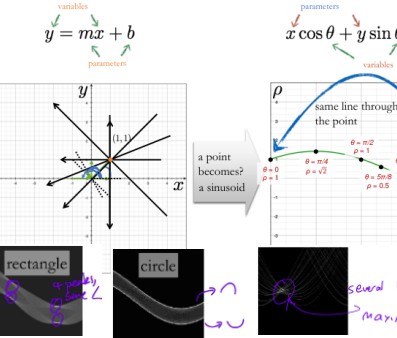 variables
y = mx + b
parameters
parameters
x cos θ + y sin θ
variables
y
(1,1)
x
a point
becomes?
a sinusoid
ρ
same line through
the point
θ = 0
ρ = 1
θ = π/4
ρ = √2
θ = π/2
ρ = 1
θ = 5π/8
ρ = 0.5
rectangle
circle
several